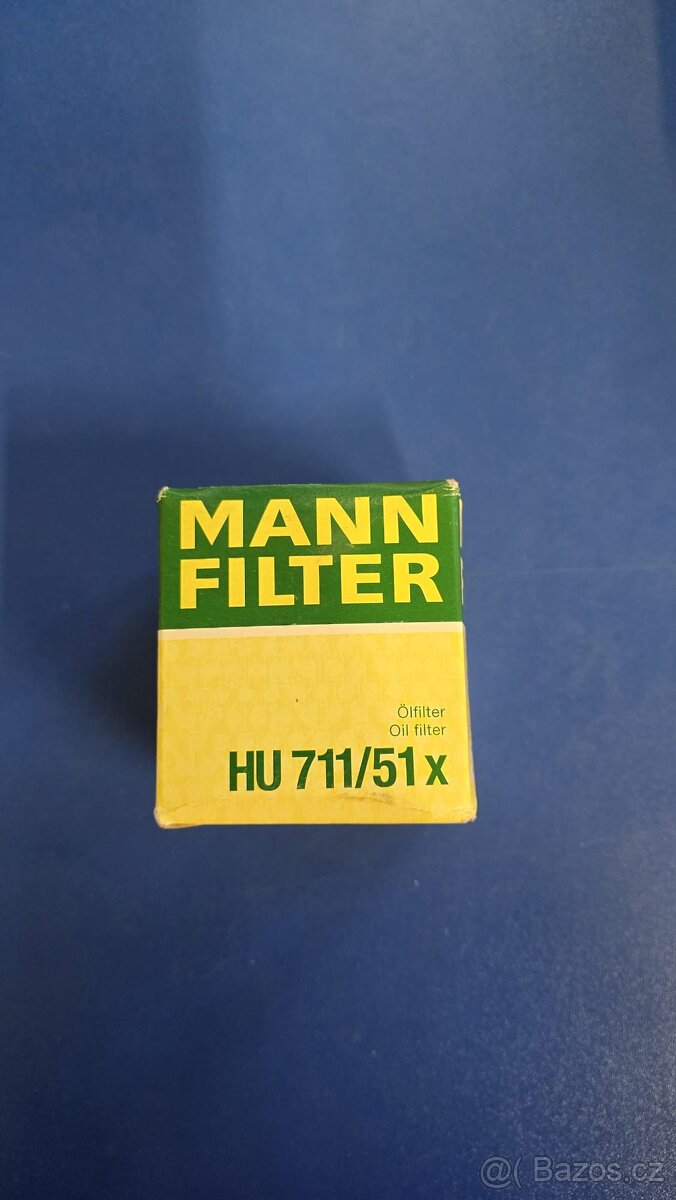 MANN
FILTER
Ölfilter
Oil filter
HU 711/51 x
@( Bazos.cz